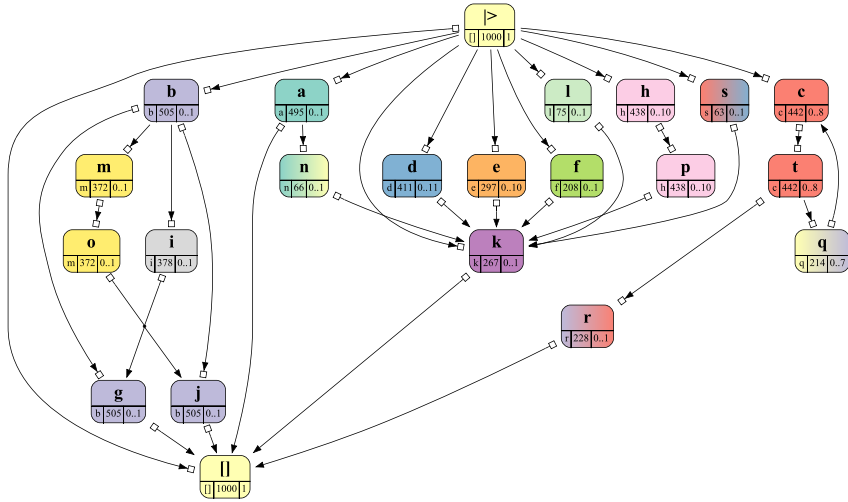 |>
[] 1000 1
b
b 505 0..1
a
a 495 0..1
l
l 75 0..1
h
h 438 0..10
s
s 63 0..1
c
c 442 0..8
m
m 372 0..1
n
n 66 0..1
d
d 411 0..11
e
e 297 0..10
f
f 208 0..1
p
h 438 0..10
t
c 442 0..8
o
m 372 0..1
i
i 378 0..1
k
k 267 0..1
q
q 214 0..7
r
r 228 0..1
g
b 505 0..1
j
b 505 0..1
[]
[] 1000 1